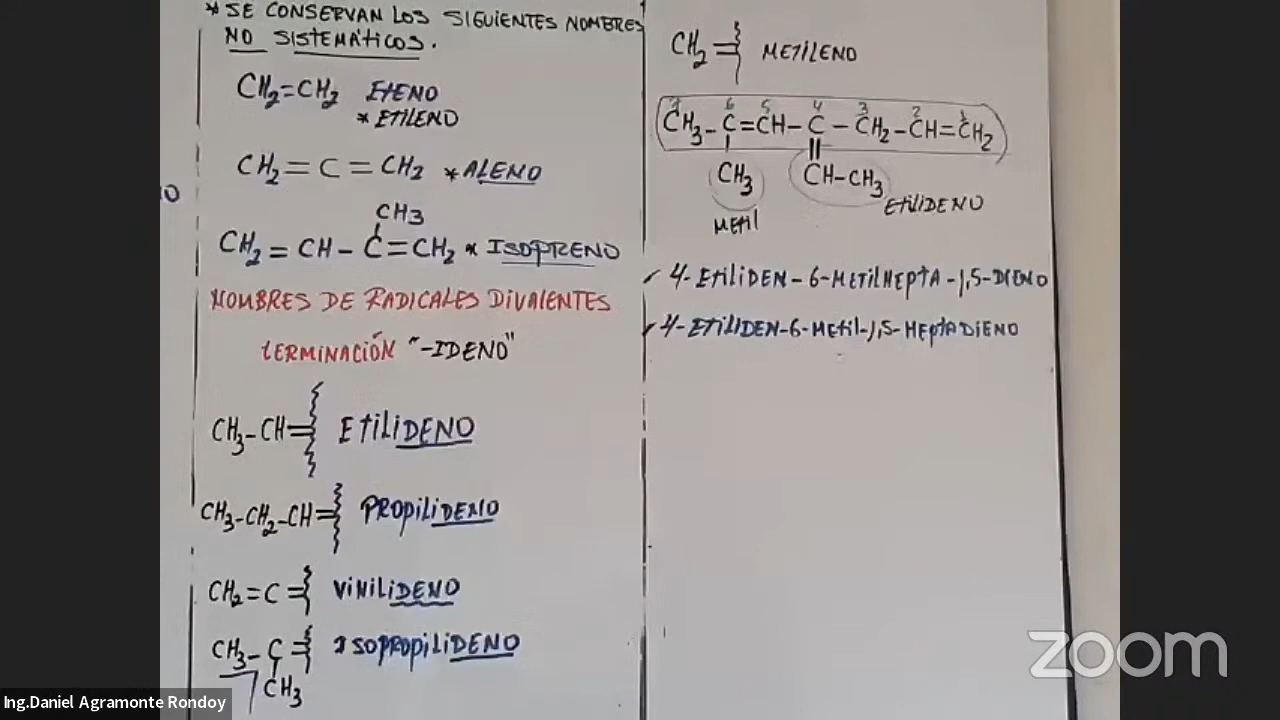 * SE CONSERVAN LOS SIGUIENTES NOMBRES
NO SISTEMÁTICOS.
CH2=CH2 ETENO
* ETILENO
CH2=C=CH2 * ALENO
CH3
CH2=CH-C=CH2 * ISOPRENO
NOMBRES DE RADICALES DIVALENTES
TERMINACIÓN "-IDENO"
CH3-CH= ETILIDENO
CH3-CH2-CH= PROPILIDENO
CH2=C= VINILIDENO
CH3-C= ISOPROPILIDENO
CH3
CH2= METILENO
7 6 5 4 3 2 1
CH3-C=CH-C-CH2-CH=CH2
CH3 CH-CH3
METIL ETILIDENO
4-ETILIDEN-6-METILHEPTA-1,5-DIENO
4-ETILIDEN-6-METIL-1,5-HEPTADIENO
zoom
Ing.Daniel Agramonte Rondoy